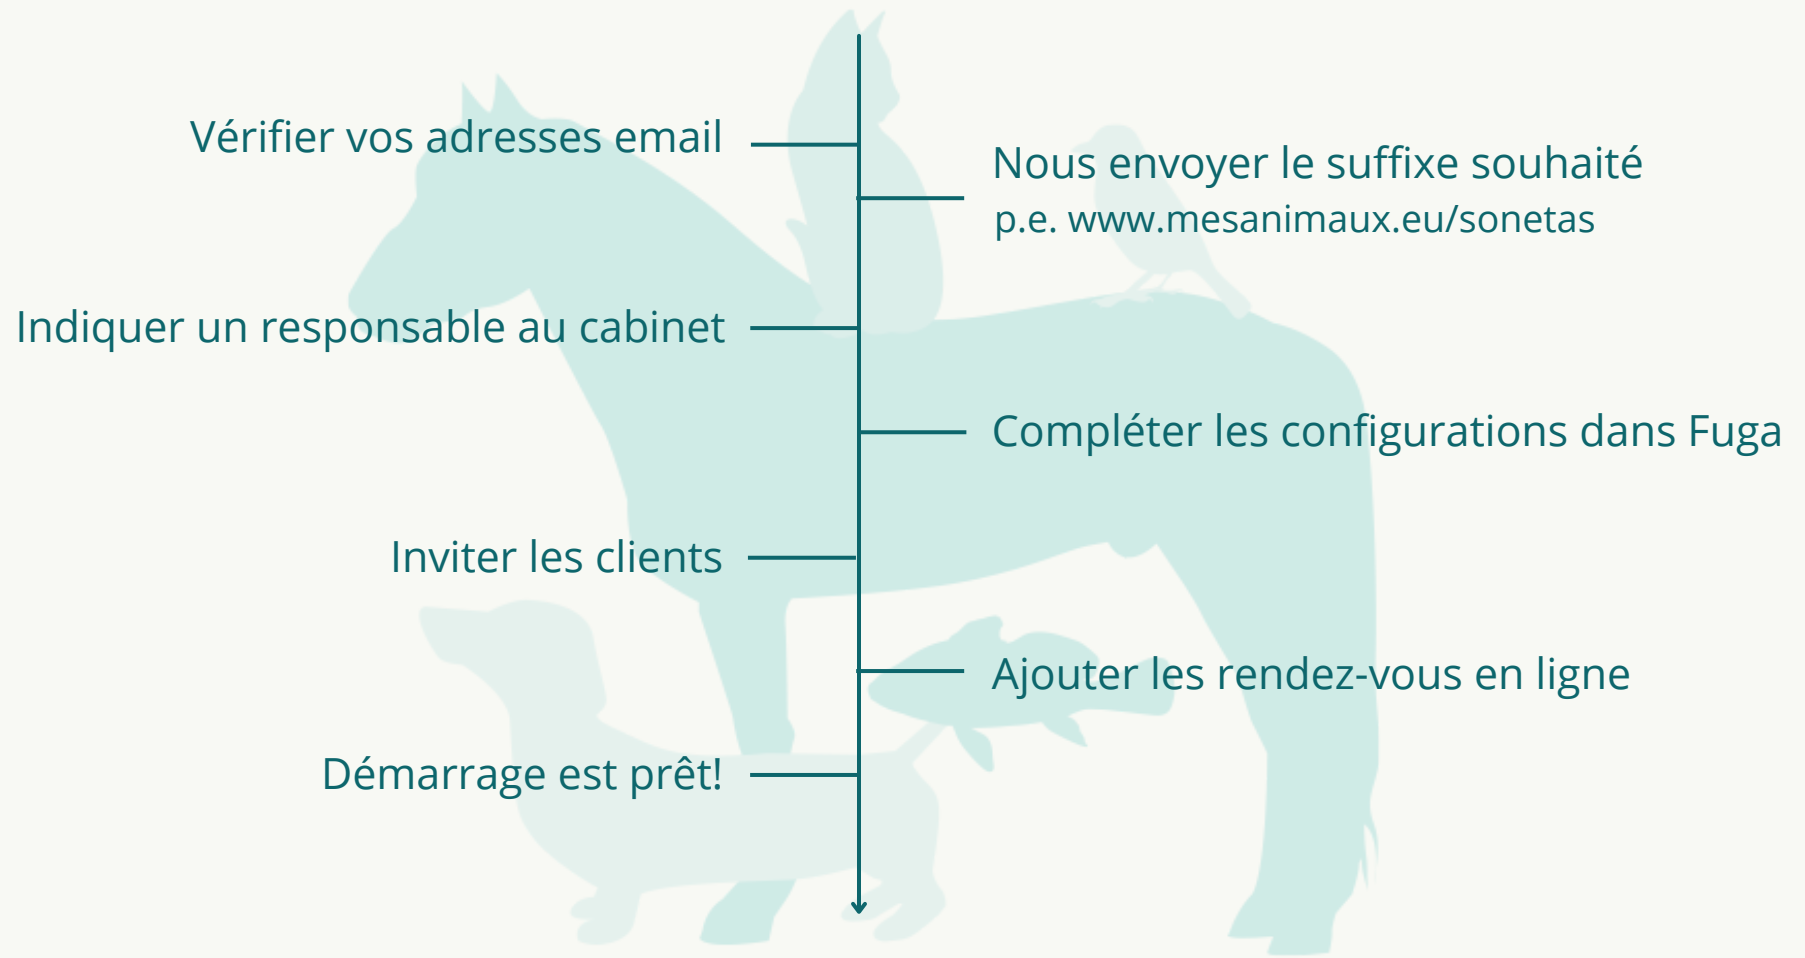 Vérifier vos adresses email
Nous envoyer le suffixe souhaité
p.e. www.mesanimaux.eu/sonetas
Indiquer un responsable au cabinet
Compléter les configurations dans Fuga
Inviter les clients
Ajouter les rendez-vous en ligne
Démarrage est prêt!